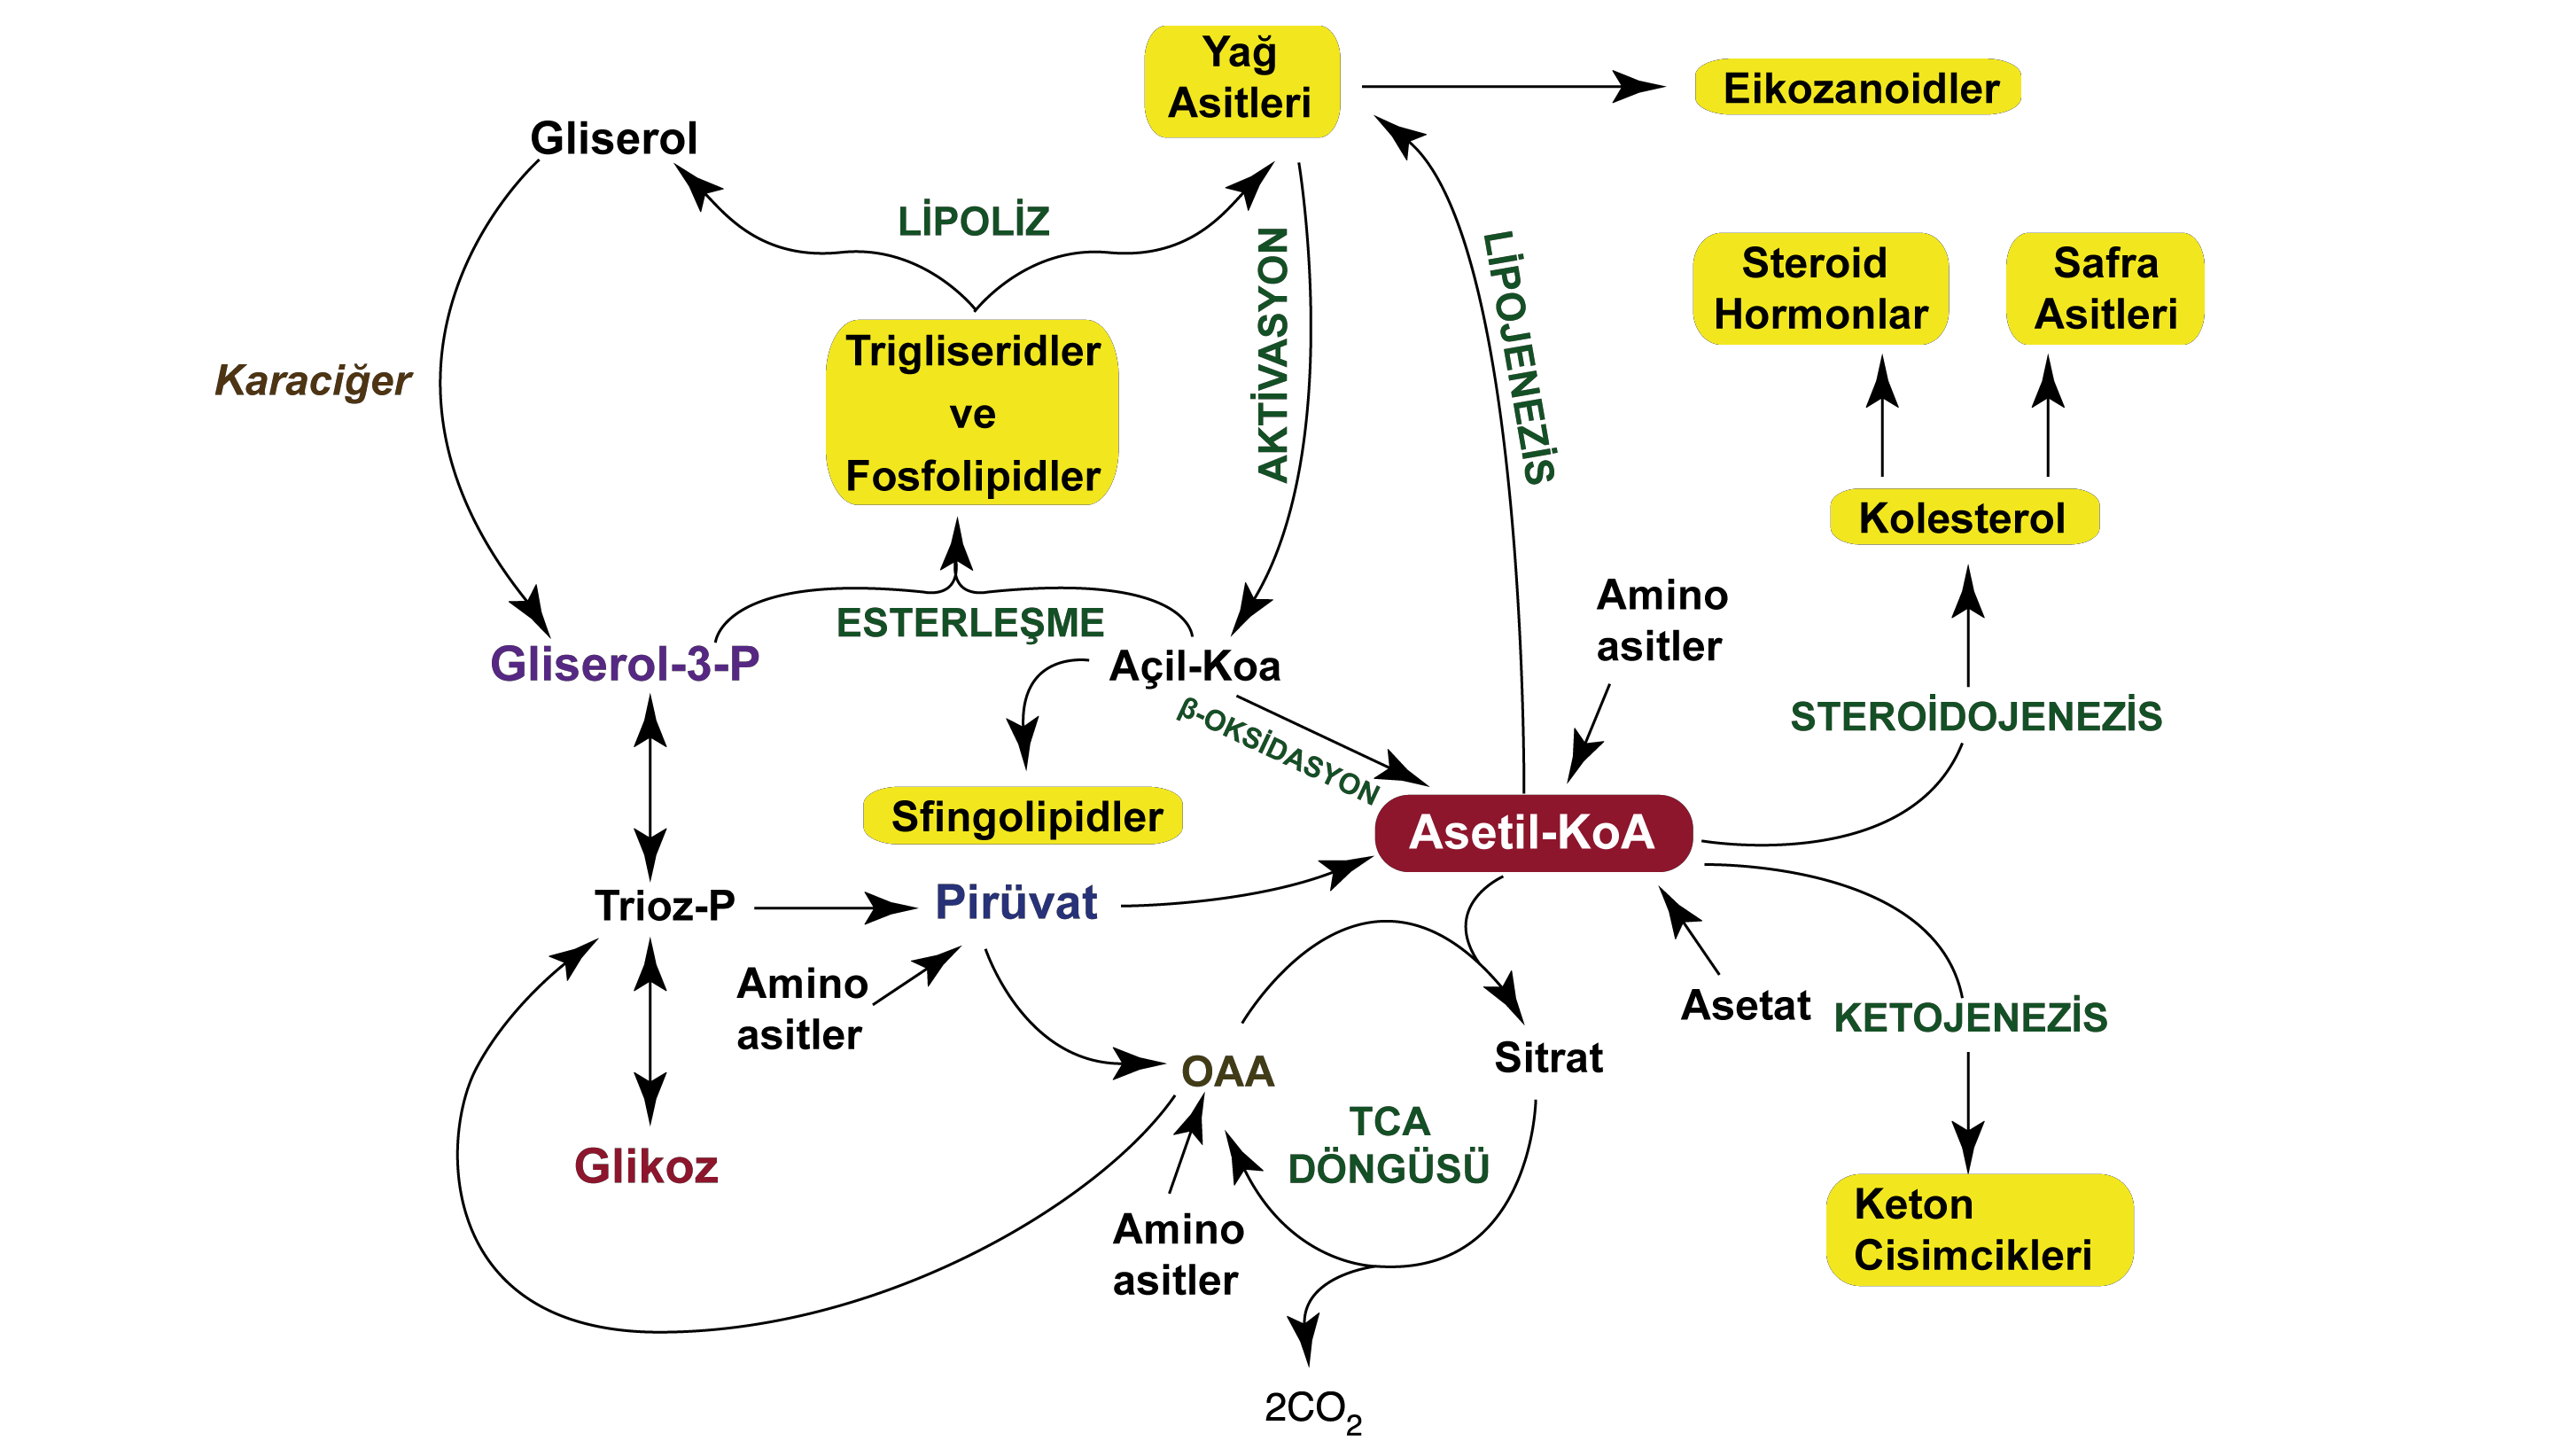 Yağ
Asitleri
Eikozanoidler
Gliserol
LİPOLİZ
AKTİVASYON
LİPOJENEZİS
Steroid
Hormonlar
Safra
Asitleri
Trigliseridler
ve
Fosfolipidler
Karaciğer
Kolesterol
Amino
asitler
ESTERLEŞME
Gliserol-3-P
Açil-Koa
β-OKSİDASYON
STEROİDOJENEZİS
Sfingolipidler
Asetil-KoA
Trioz-P
Pirüvat
Amino
asitler
Asetat
KETOJENEZİS
Sitrat
OAA
TCA
DÖNGÜSÜ
Glikoz
Amino
asitler
Keton
Cisimcikleri
2CO₂